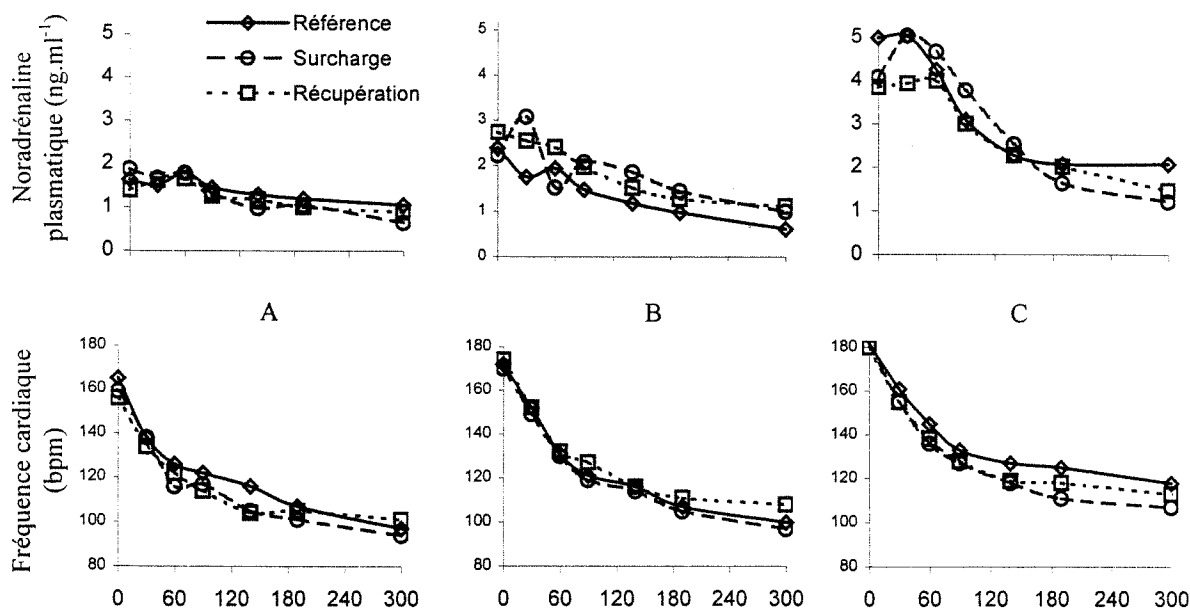 Noradrénaline
plasmatique (ng.ml⁻¹)
5
4
3
2
1
0
Référence
Surcharge
Récupération
5
4
3
2
1
0
5
4
3
2
1
0
A
B
C
Fréquence cardiaque
(bpm)
180
160
140
120
100
80
0 60 120 180 240 300
180
160
140
120
100
80
0 60 120 180 240 300
180
160
140
120
100
80
0 60 120 180 240 300